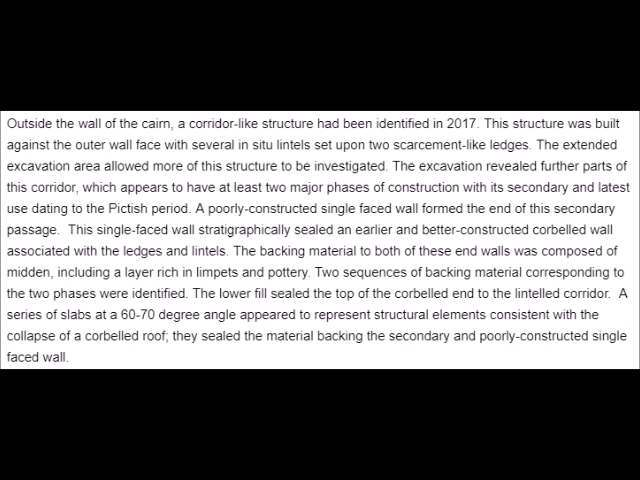 Outside the wall of the cairn, a corridor-like structure had been identified in 2017. This structure was built
against the outer wall face with several in situ lintels set upon two scarcement-like ledges. The extended
excavation area allowed more of this structure to be investigated. The excavation revealed further parts of
this corridor, which appears to have at least two major phases of construction with its secondary and latest
use dating to the Pictish period. A poorly-constructed single faced wall formed the end of this secondary
passage.  This single-faced wall stratigraphically sealed an earlier and better-constructed corbelled wall
associated with the ledges and lintels. The backing material to both of these end walls was composed of
midden, including a layer rich in limpets and pottery. Two sequences of backing material corresponding to
the two phases were identified. The lower fill sealed the top of the corbelled end to the lintelled corridor.  A
series of slabs at a 60-70 degree angle appeared to represent structural elements consistent with the
collapse of a corbelled roof; they sealed the material backing the secondary and poorly-constructed single
faced wall.